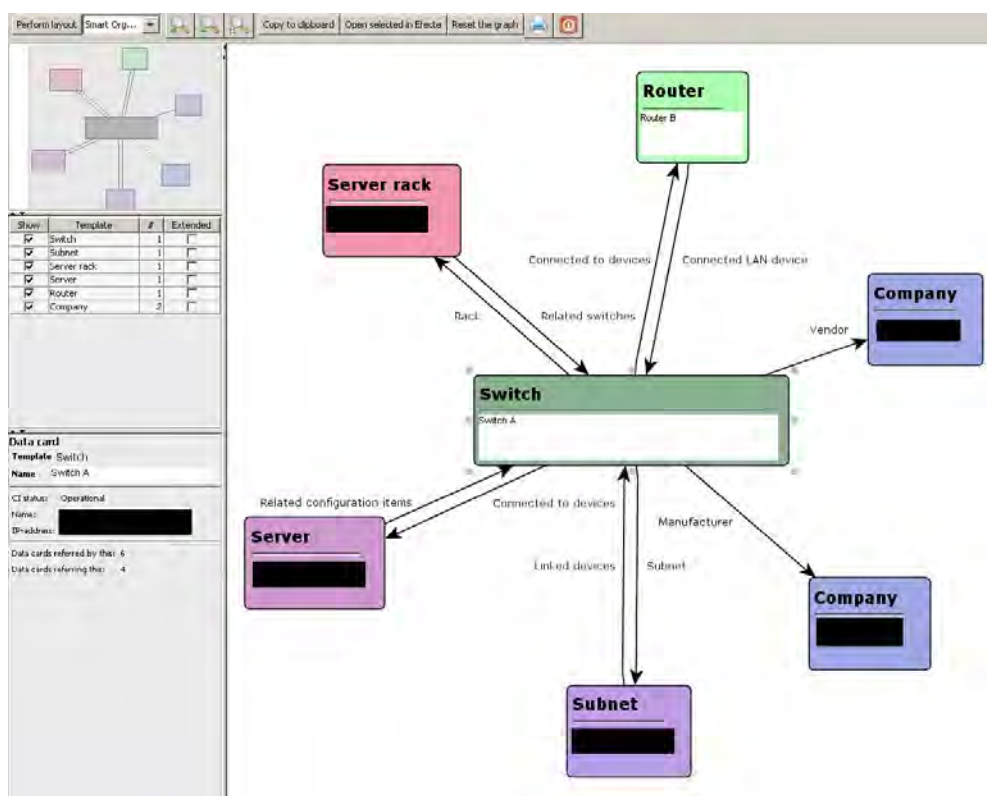 Perform layout Smart Org... Copy to clipboard Open selected in Efecte Reset the graph
Show Template # Extended
Switch 1
Subnet 1
Server rack 1
Server 1
Router 1
Company 2
Data card
Template Switch
Name Switch A
CI status: Operational
Name:
IP-address:
Data cards referred by this: 6
Data cards referring this: 4
Router
Router B
Server rack
Connected to devices
Connected LAN device
Company
Rack
Related switches
Vendor
Switch
Switch A
Related configuration items
Connected to devices
Manufacturer
Server
Linked devices
Subnet
Company
Subnet